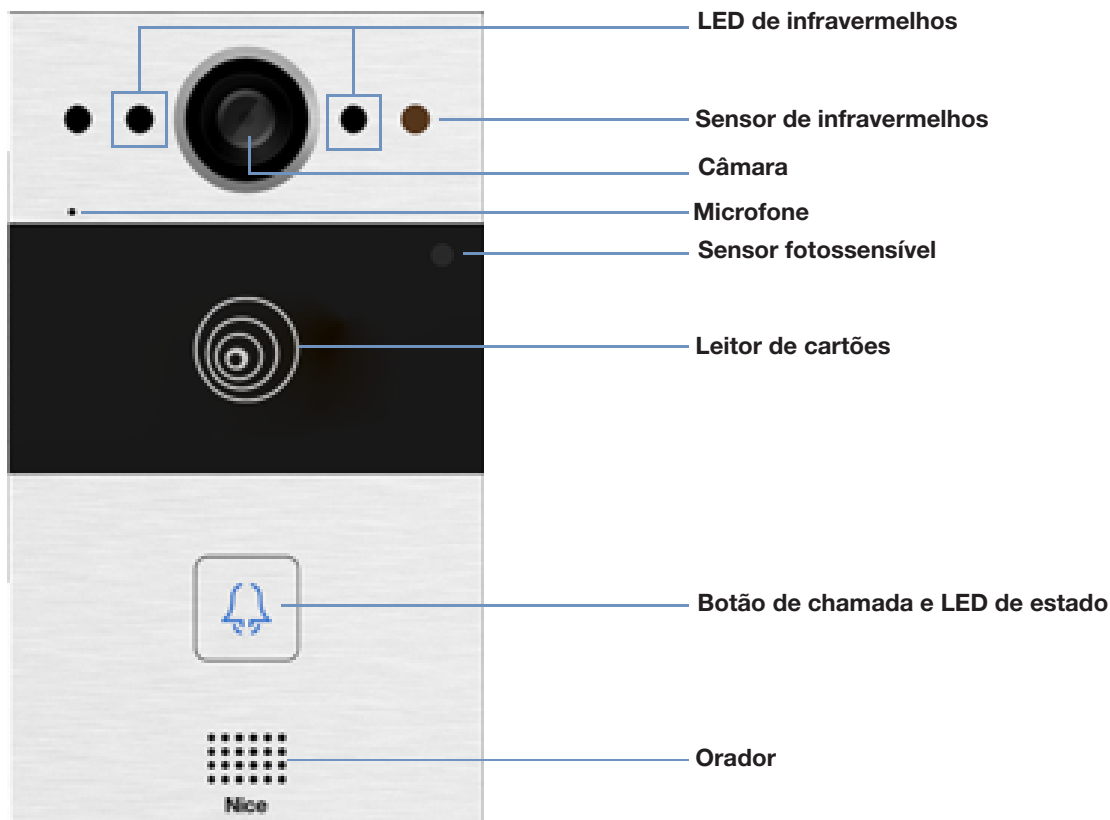 LED de infravermelhos
Sensor de infravermelhos
Câmara
Microfone
Sensor fotossensível
Leitor de cartões
Botão de chamada e LED de estado
Orador
Nice